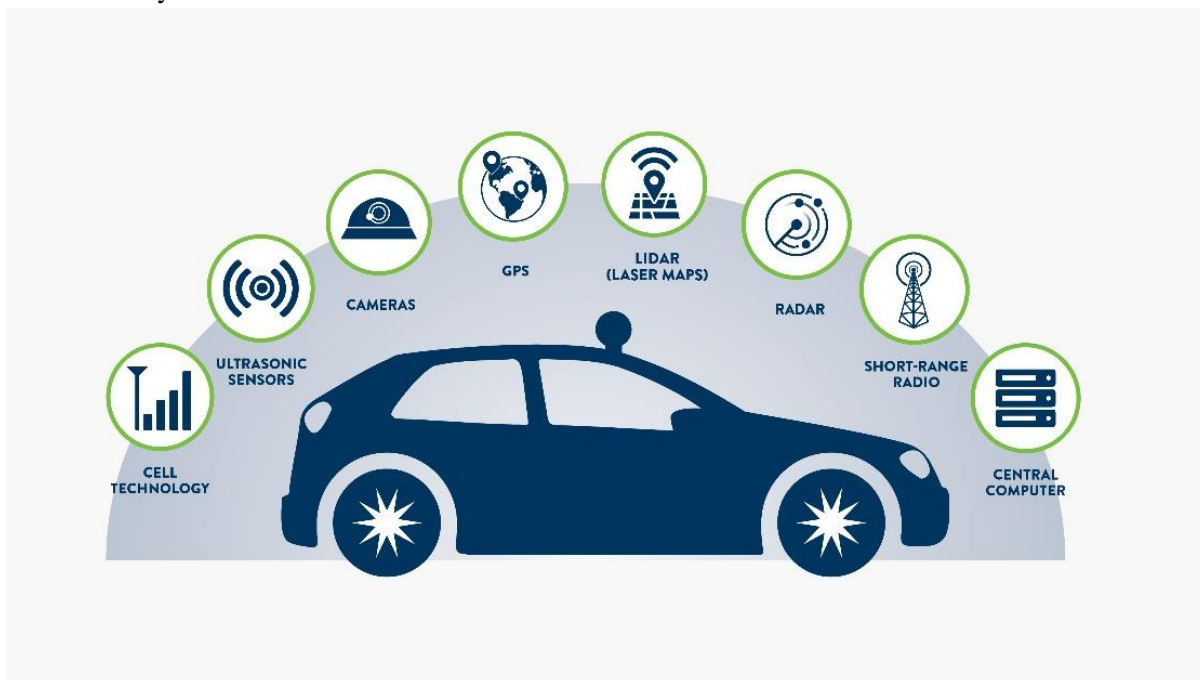 CELL
TECHNOLOGY
ULTRASONIC
SENSORS
CAMERAS
GPS
LIDAR
(LASER MAPS)
RADAR
SHORT-RANGE
RADIO
CENTRAL
COMPUTER